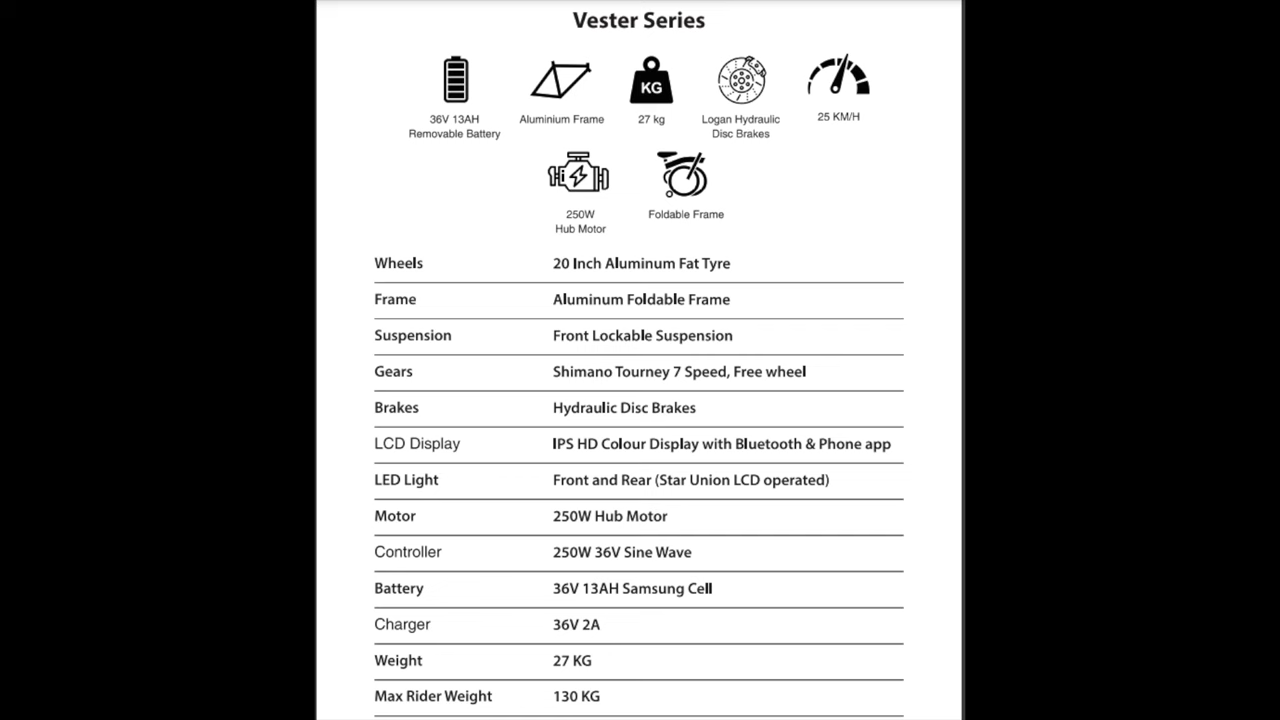 Vester Series
KG
36V 13AH
Removable Battery
Aluminium Frame
27 kg
Logan Hydraulic
Disc Brakes
25 KM/H
250W
Hub Motor
Foldable Frame
Wheels 20 Inch Aluminum Fat Tyre
Frame Aluminum Foldable Frame
Suspension Front Lockable Suspension
Gears Shimano Tourney 7 Speed, Free wheel
Brakes Hydraulic Disc Brakes
LCD Display IPS HD Colour Display with Bluetooth & Phone app
LED Light Front and Rear (Star Union LCD operated)
Motor 250W Hub Motor
Controller 250W 36V Sine Wave
Battery 36V 13AH Samsung Cell
Charger 36V 2A
Weight 27 KG
Max Rider Weight 130 KG